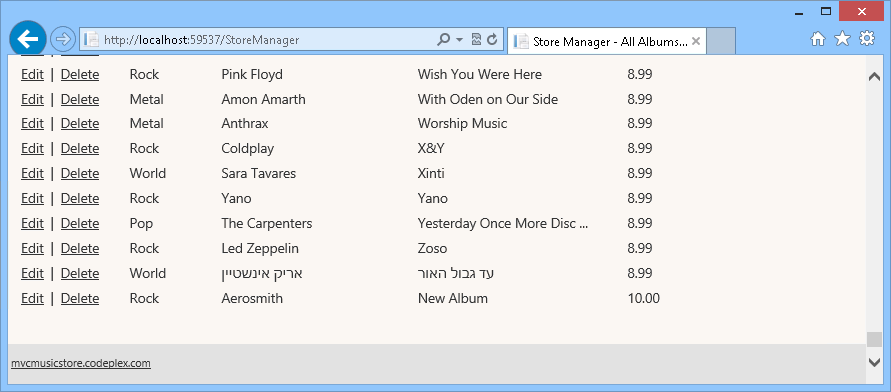 http://localhost:59537/StoreManager
Store Manager - All Albums...
Edit | Delete Rock Pink Floyd Wish You Were Here 8.99
Edit | Delete Metal Amon Amarth With Oden on Our Side 8.99
Edit | Delete Metal Anthrax Worship Music 8.99
Edit | Delete Rock Coldplay X&Y 8.99
Edit | Delete World Sara Tavares Xinti 8.99
Edit | Delete Rock Yano Yano 8.99
Edit | Delete Pop The Carpenters Yesterday Once More Disc ... 8.99
Edit | Delete Rock Led Zeppelin Zoso 8.99
Edit | Delete World אריק אינשטיין עד גבול האור 8.99
Edit | Delete Rock Aerosmith New Album 10.00
mvcmusicstore.codeplex.com